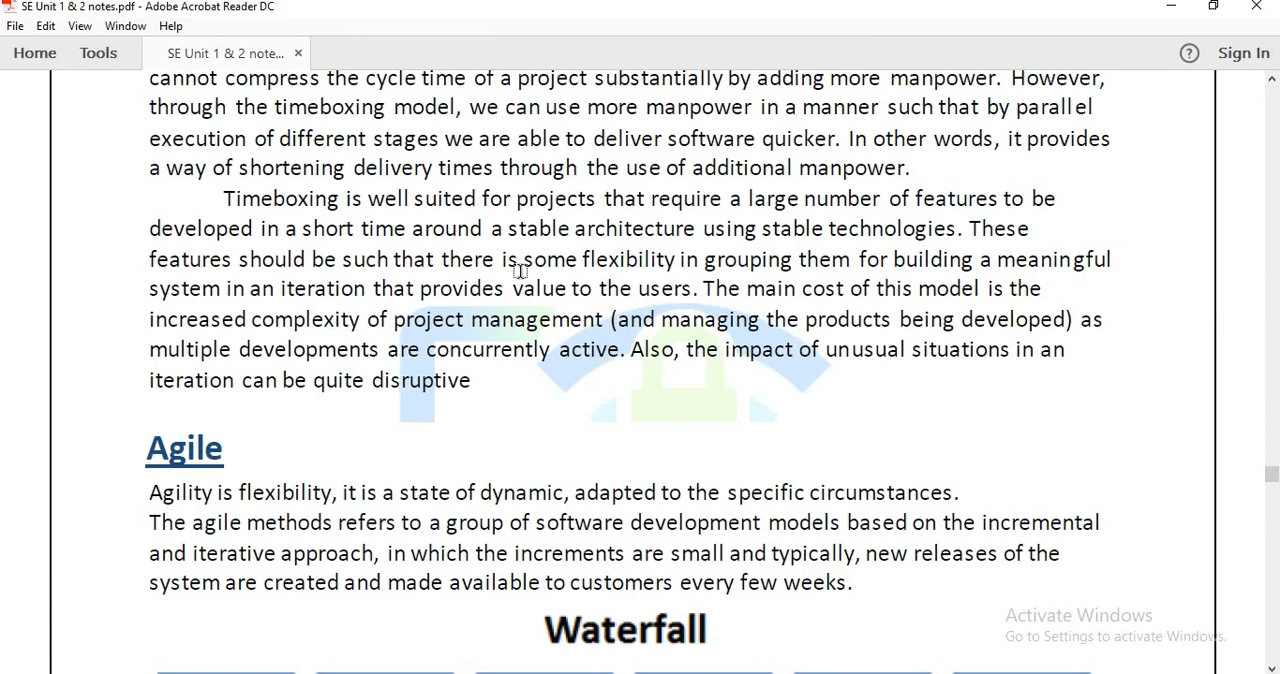 SE Unit 1 & 2 notes.pdf - Adobe Acrobat Reader DC
File Edit View Window Help
Home Tools SE Unit 1 & 2 note... × ? Sign In
cannot compress the cycle time of a project substantially by adding more manpower. However,
through the timeboxing model, we can use more manpower in a manner such that by parallel
execution of different stages we are able to deliver software quicker. In other words, it provides
a way of shortening delivery times through the use of additional manpower.
Timeboxing is well suited for projects that require a large number of features to be
developed in a short time around a stable architecture using stable technologies. These
features should be such that there is some flexibility in grouping them for building a meaningful
system in an iteration that provides value to the users. The main cost of this model is the
increased complexity of project management (and managing the products being developed) as
multiple developments are concurrently active. Also, the impact of unusual situations in an
iteration can be quite disruptive
Agile
Agility is flexibility, it is a state of dynamic, adapted to the specific circumstances.
The agile methods refers to a group of software development models based on the incremental
and iterative approach, in which the increments are small and typically, new releases of the
system are created and made available to customers every few weeks.
Waterfall
Activate Windows
Go to Settings to activate Windows.